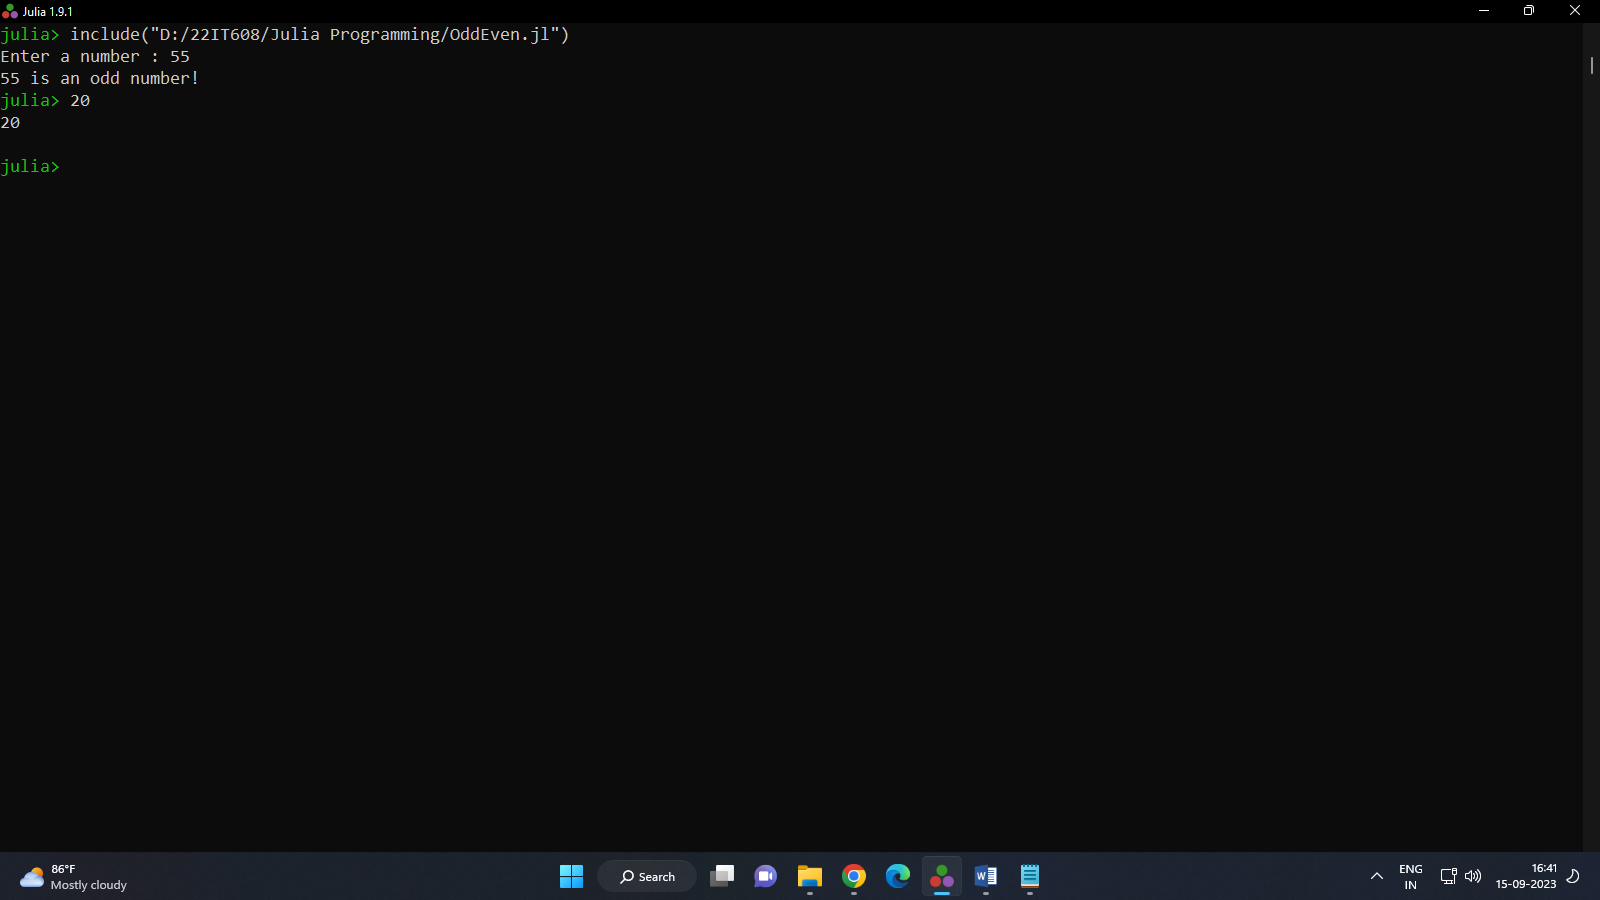 Julia 1.9.1
julia> include("D:/22IT608/Julia Programming/OddEven.jl")
Enter a number : 55
55 is an odd number!
julia> 20
20
julia>
86°F
Mostly cloudy
Search
W
ENG
IN
16:41
15-09-2023